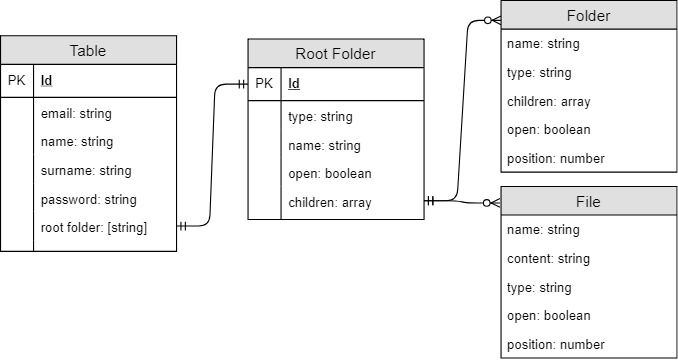 Table
PK Id
email: string
name: string
surname: string
password: string
root folder: [string]
Root Folder
PK Id
type: string
name: string
open: boolean
children: array
Folder
name: string
type: string
children: array
open: boolean
position: number
File
name: string
content: string
type: string
open: boolean
position: number